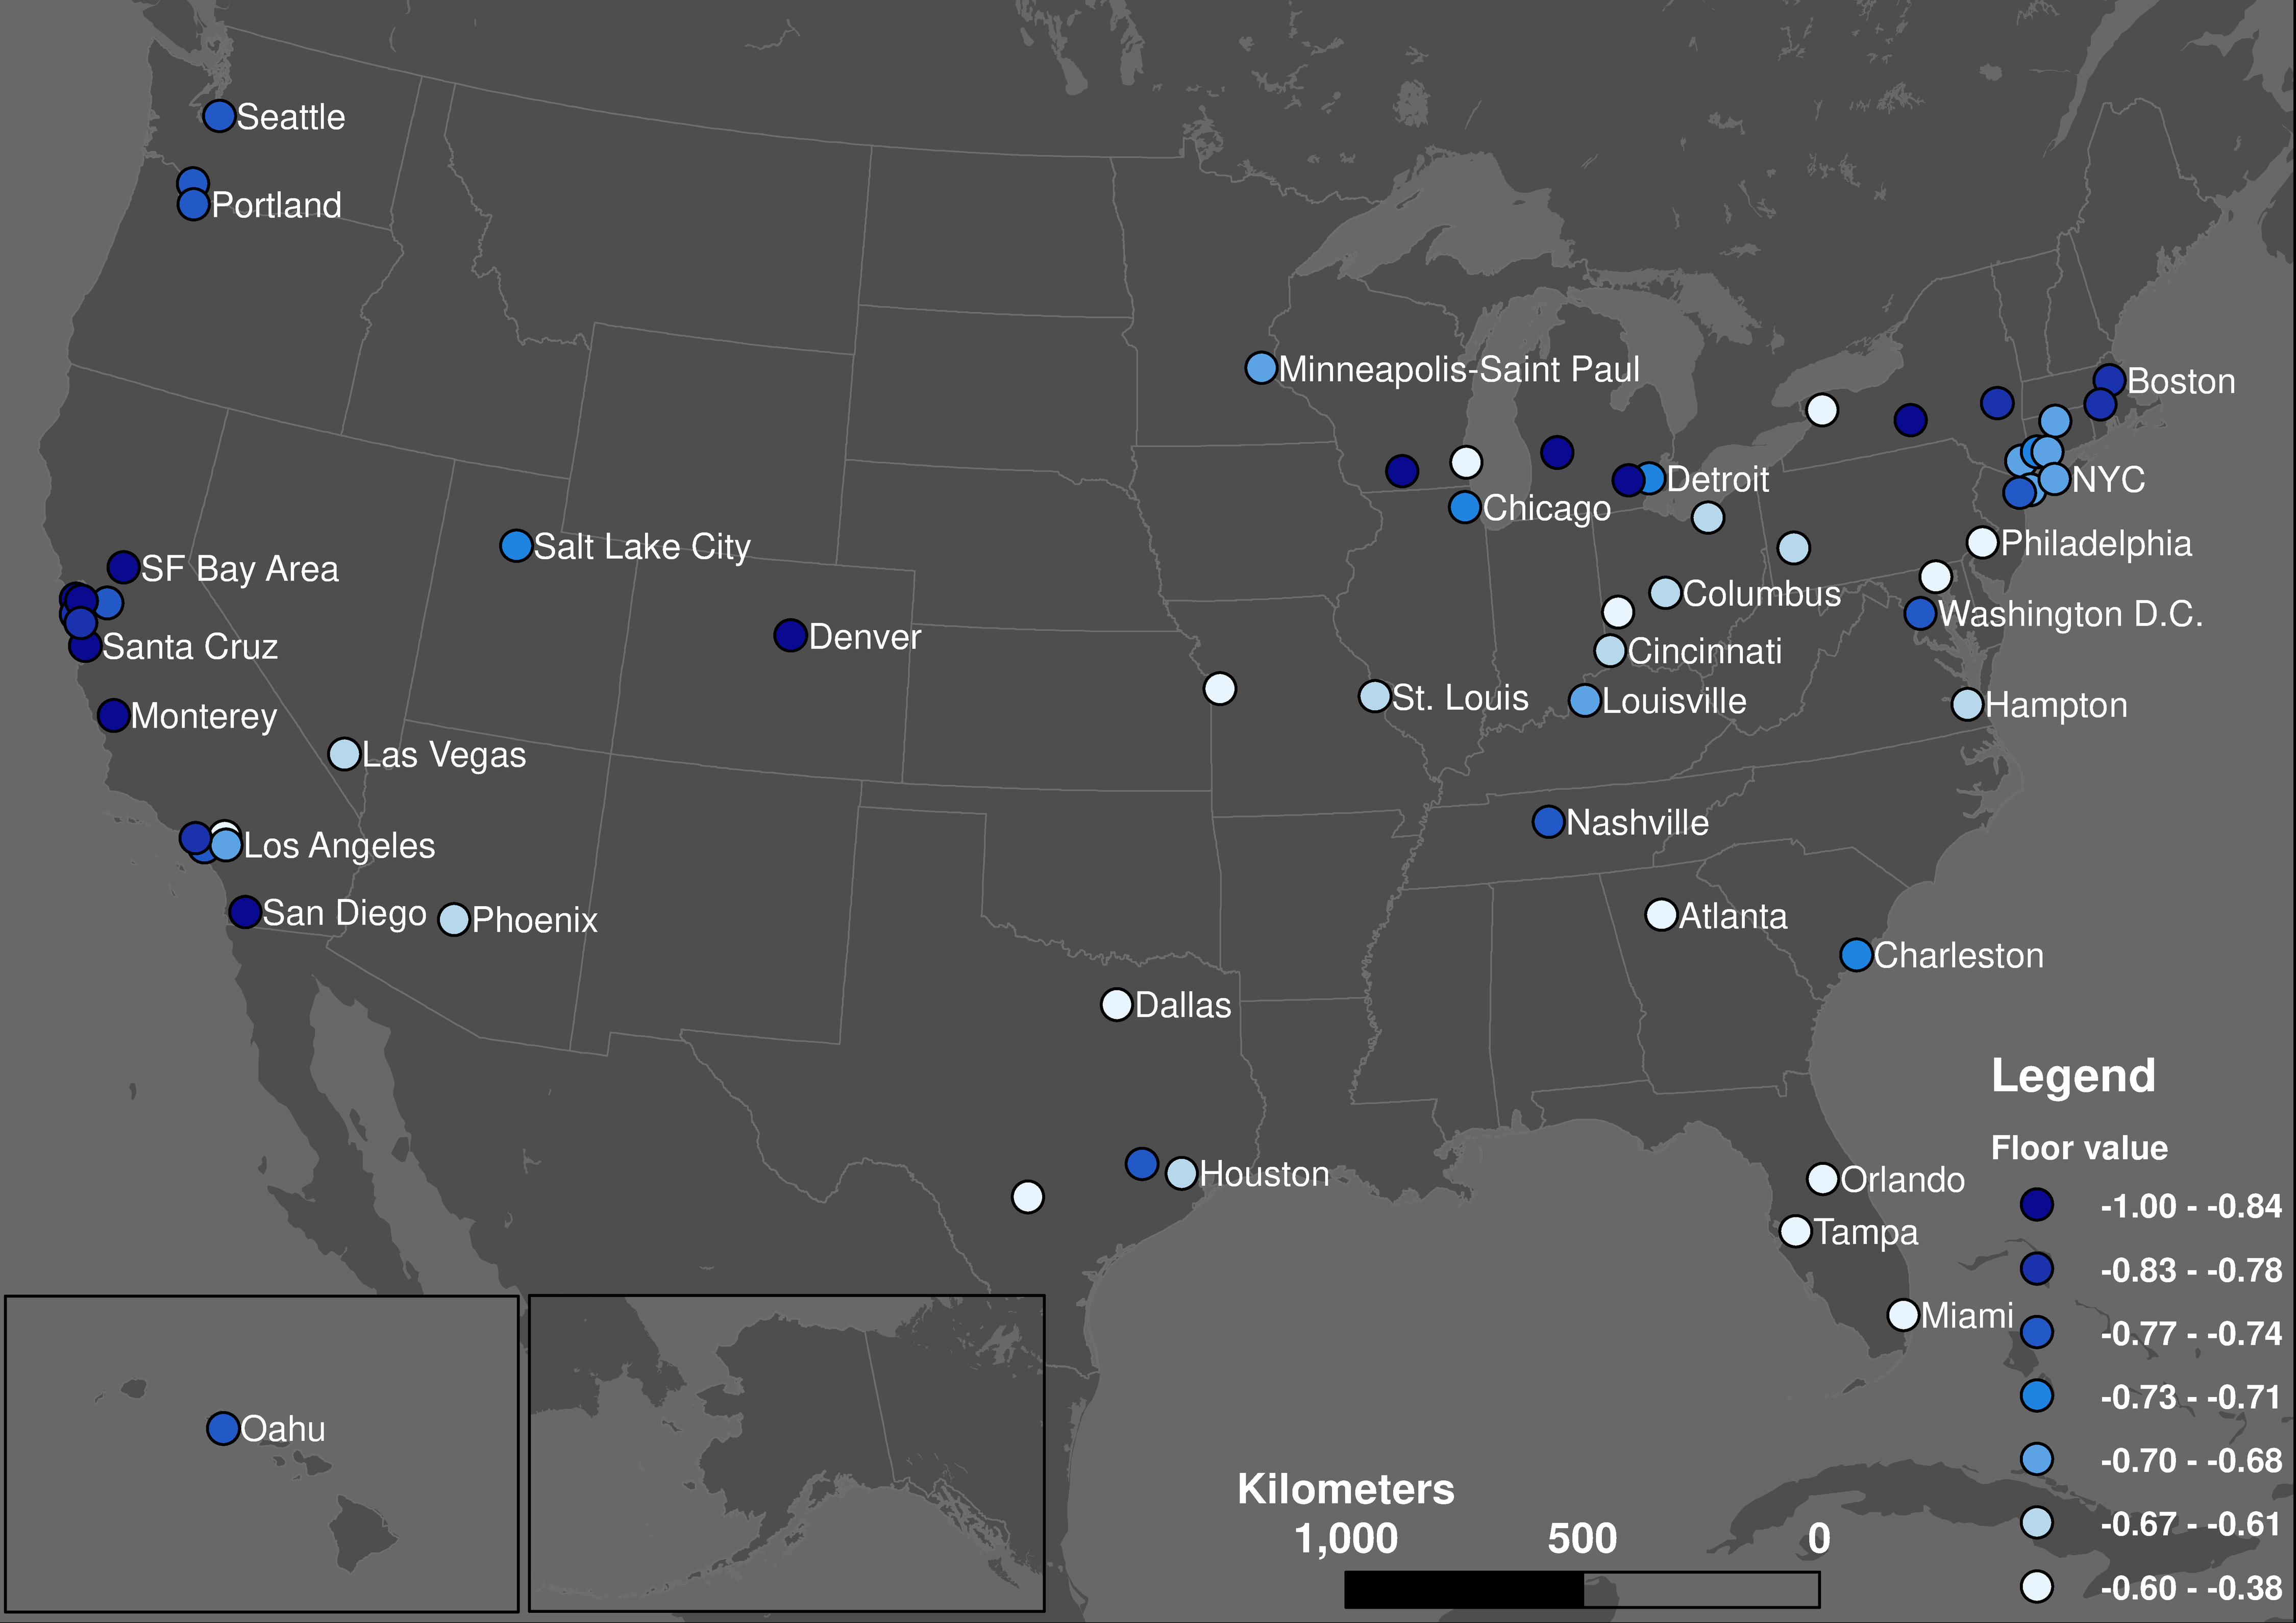 Seattle
Portland
Minneapolis-Saint Paul
Boston
Detroit
NYC
Chicago
Salt Lake City
Philadelphia
SF Bay Area
Columbus
Washington D.C.
Denver
Santa Cruz
Cincinnati
St. Louis
Louisville
Hampton
Monterey
Las Vegas
Nashville
Los Angeles
San Diego
Phoenix
Atlanta
Charleston
Dallas
Houston
Orlando
Tampa
Miami
Oahu
Legend
Floor value
-1.00 - -0.84
-0.83 - -0.78
-0.77 - -0.74
-0.73 - -0.71
-0.70 - -0.68
-0.67 - -0.61
-0.60 - -0.38
Kilometers
1,000 500 0